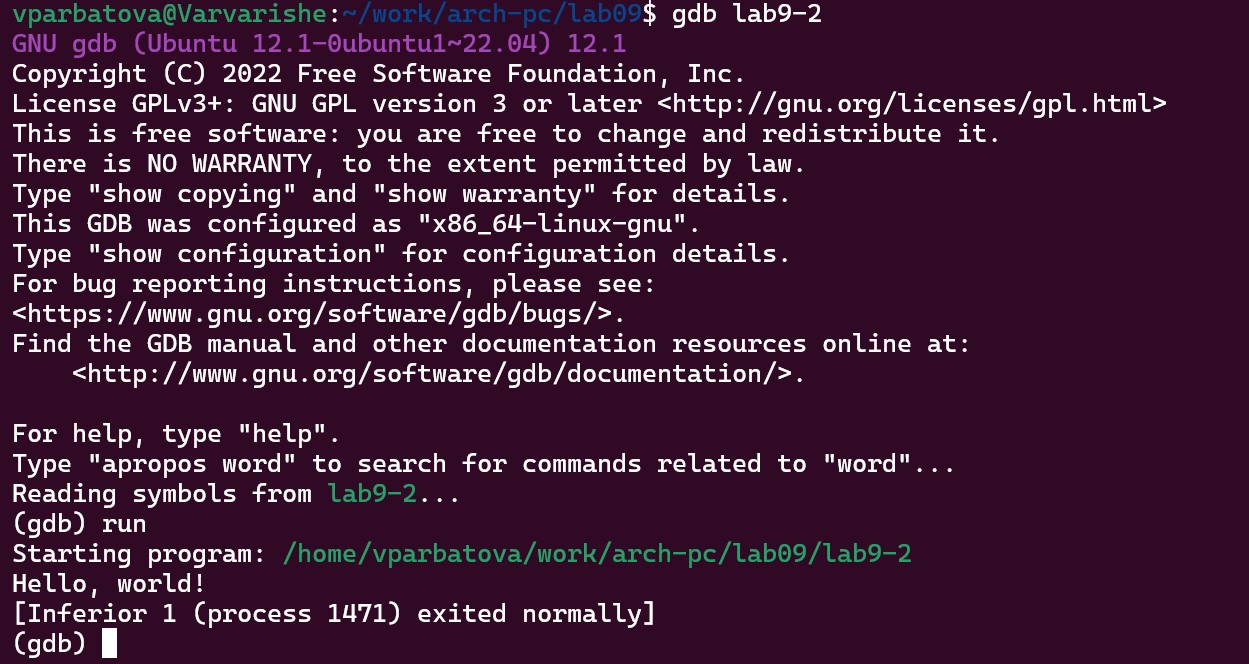 vparbatova@Varvarishe:~/work/arch-pc/lab09$ gdb lab9-2
GNU gdb (Ubuntu 12.1-0ubuntu1~22.04) 12.1
Copyright (C) 2022 Free Software Foundation, Inc.
License GPLv3+: GNU GPL version 3 or later <http://gnu.org/licenses/gpl.html>
This is free software: you are free to change and redistribute it.
There is NO WARRANTY, to the extent permitted by law.
Type "show copying" and "show warranty" for details.
This GDB was configured as "x86_64-linux-gnu".
Type "show configuration" for configuration details.
For bug reporting instructions, please see:
<https://www.gnu.org/software/gdb/bugs/>.
Find the GDB manual and other documentation resources online at:
    <http://www.gnu.org/software/gdb/documentation/>.

For help, type "help".
Type "apropos word" to search for commands related to "word"...
Reading symbols from lab9-2...
(gdb) run
Starting program: /home/vparbatova/work/arch-pc/lab09/lab9-2
Hello, world!
[Inferior 1 (process 1471) exited normally]
(gdb)